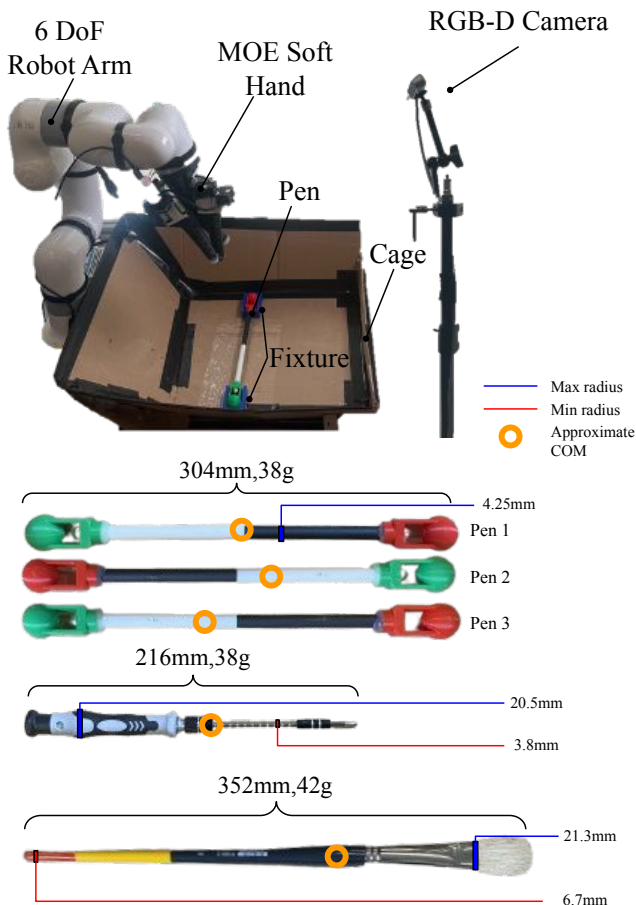 6 DoF
Robot Arm
MOE Soft
Hand
RGB-D Camera
Pen
Cage
Fixture
Max radius
Min radius
Approximate
COM
304mm,38g
4.25mm
Pen 1
Pen 2
Pen 3
216mm,38g
20.5mm
3.8mm
352mm,42g
21.3mm
6.7mm